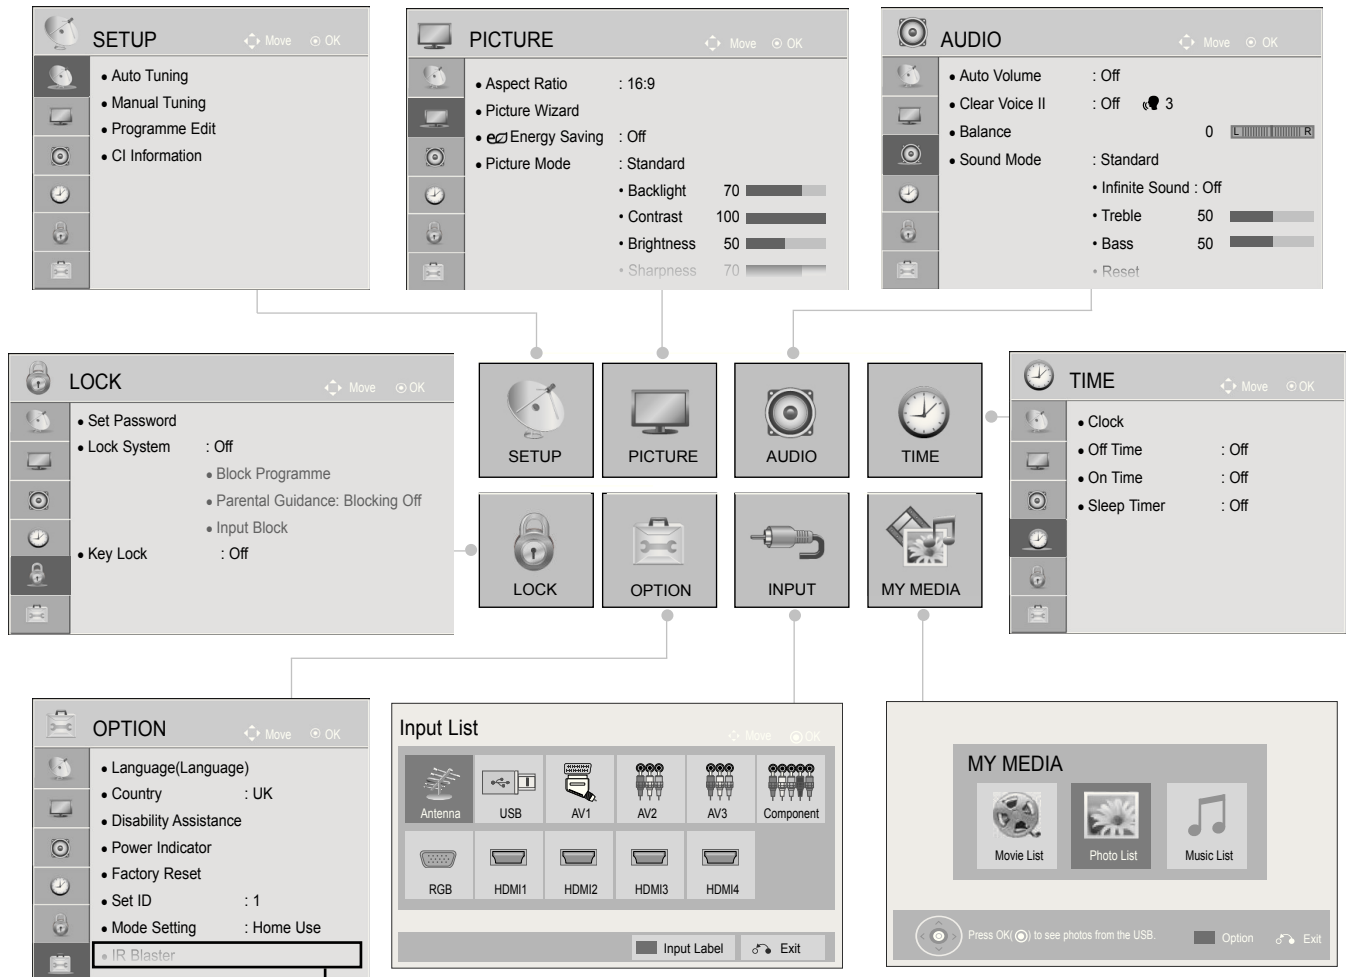 SETUP
Move OK
Auto Tuning
Manual Tuning
Programme Edit
CI Information
PICTURE
Move OK
Aspect Ratio : 16:9
Picture Wizard
Energy Saving : Off
Picture Mode : Standard
Backlight 70
Contrast 100
Brightness 50
Sharpness 70
AUDIO
Move OK
Auto Volume : Off
Clear Voice II : Off 3
Balance 0 L R
Sound Mode : Standard
Infinite Sound : Off
Treble 50
Bass 50
Reset
LOCK
Move OK
Set Password
Lock System : Off
Block Programme
Parental Guidance: Blocking Off
Input Block
Key Lock : Off
SETUP
PICTURE
AUDIO
TIME
LOCK
OPTION
INPUT
MY MEDIA
TIME
Move OK
Clock
Off Time : Off
On Time : Off
Sleep Timer : Off
OPTION
Move OK
Language(Language)
Country : UK
Disability Assistance
Power Indicator
Factory Reset
Set ID : 1
Mode Setting : Home Use
IR Blaster
Input List
Move OK
Antenna USB AV1 AV2 AV3 Component
RGB HDMI1 HDMI2 HDMI3 HDMI4
Input Label Exit
MY MEDIA
Movie List Photo List Music List
Press OK(◉) to see photos from the USB.
Option Exit